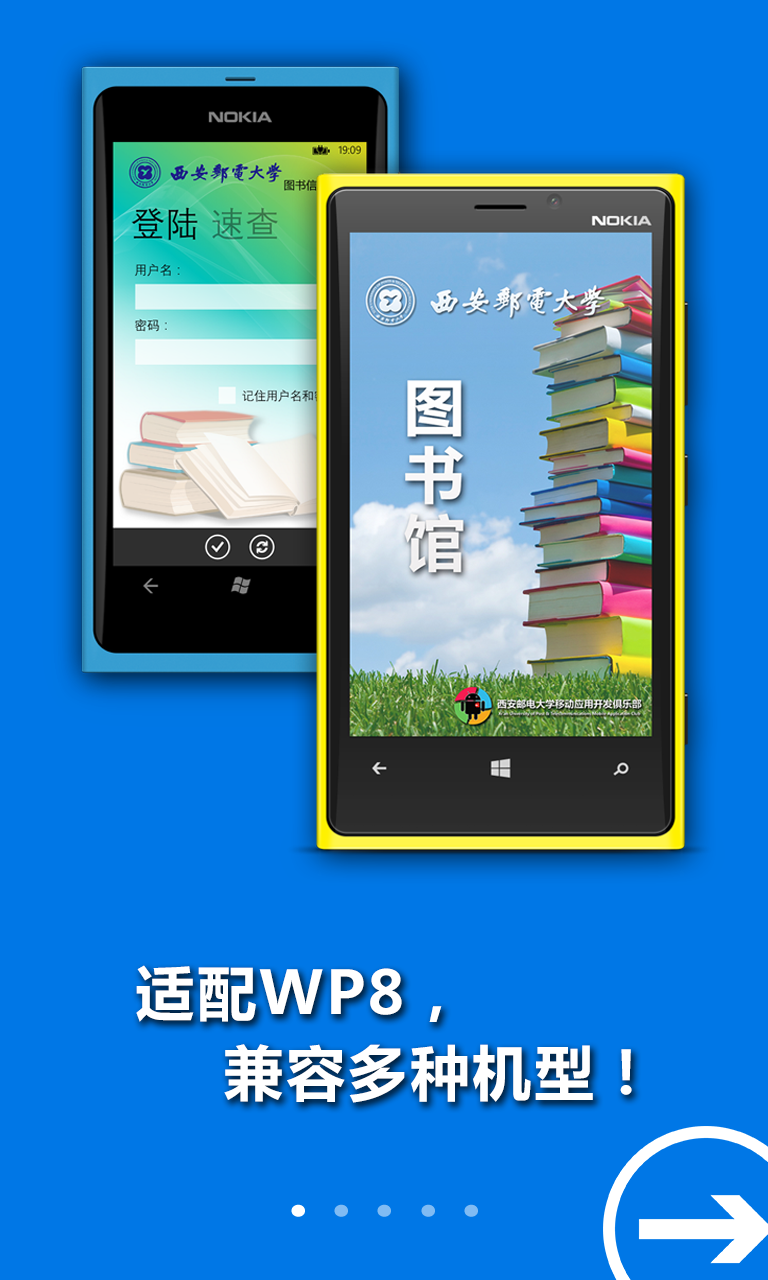 NOKIA
19:09
西安郵電大学
图书信
登陆 速查
用户名：
密码：
记住用户名和
NOKIA
西安郵電大学
图书馆
西安邮电大学移动应用开发俱乐部
适配WP8，
兼容多种机型！